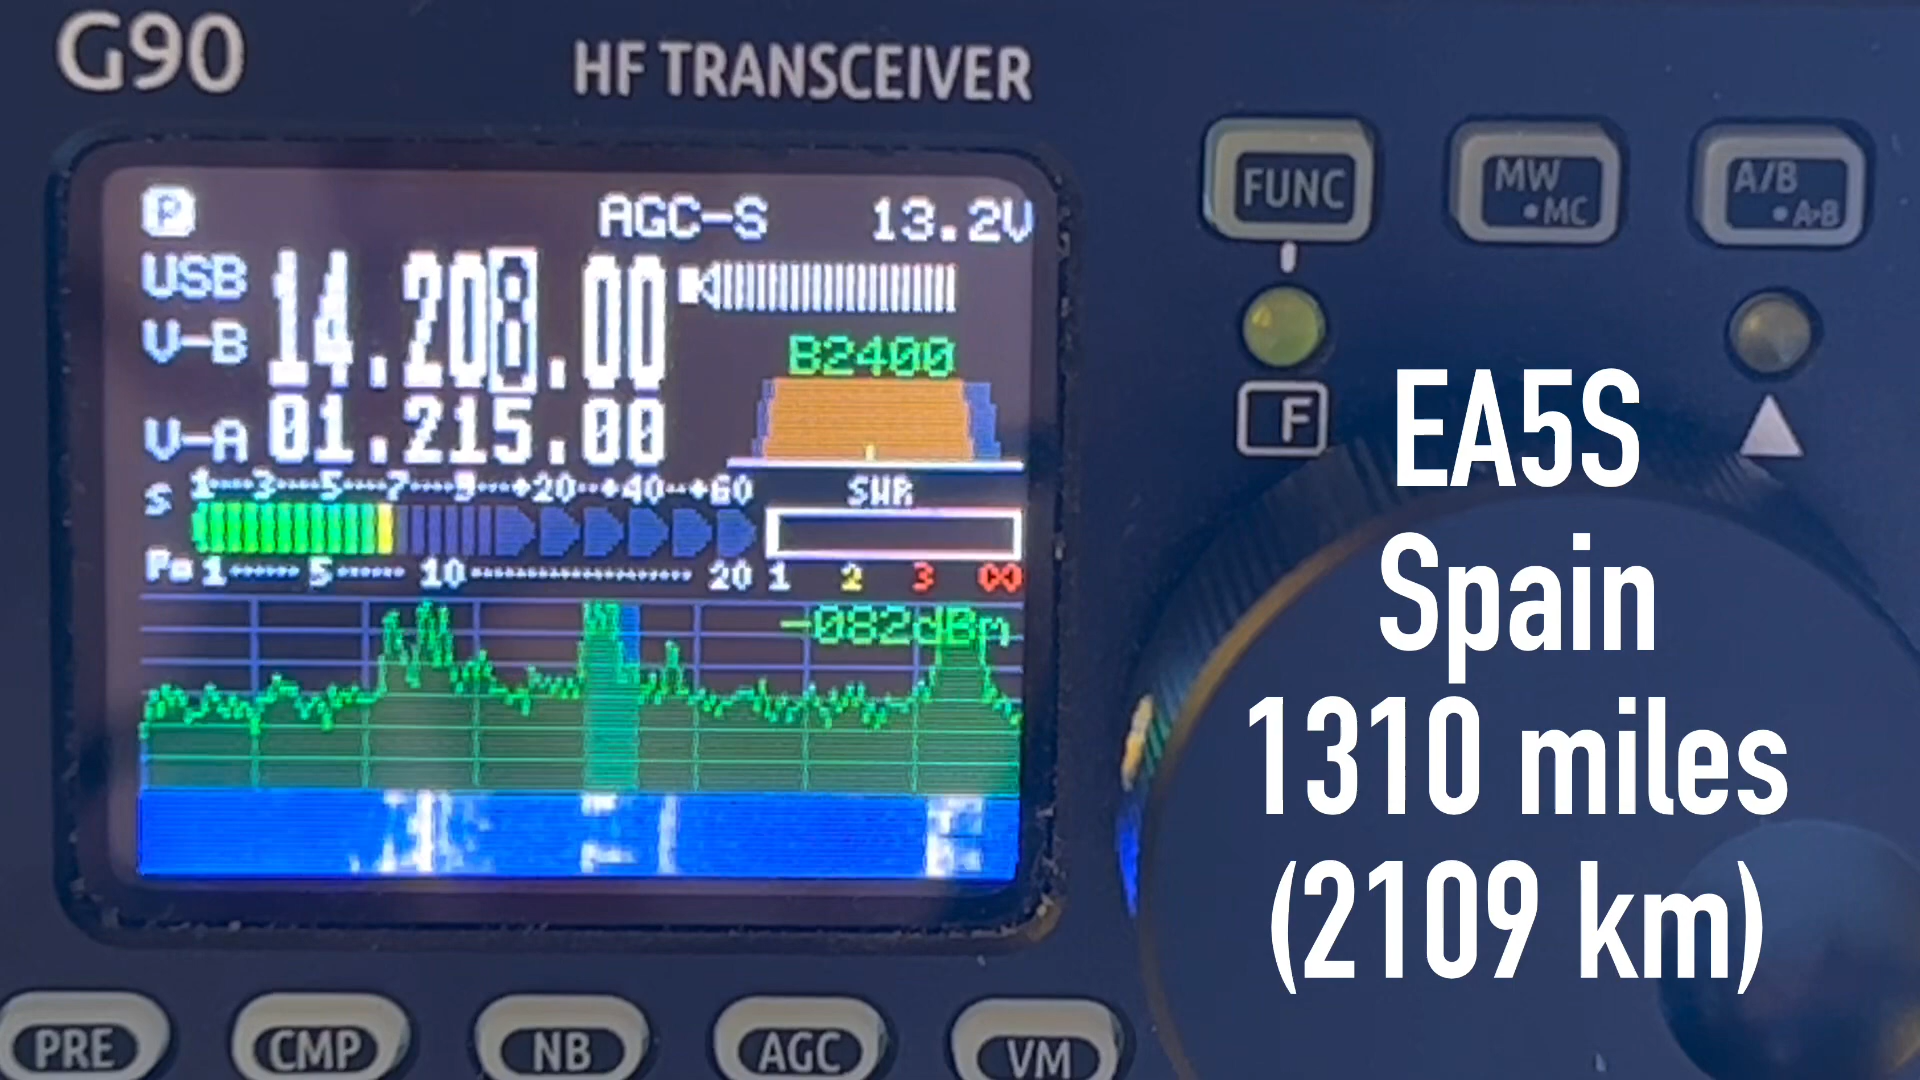 G90
HF TRANSCEIVER
FUNC
MW
•MC
A/B
•A›B
P
AGC-S 13.2V
USB
V-B 14.208.00
B2400
V-A 01.215.00
S 1 3 5 7 9 +20 +40 +60
SWR
Po 1 5 10 20
1 2 3 ∞
-082dBm
F
EA5S
Spain
1310 miles
(2109 km)
PRE
CMP
NB
AGC
VM